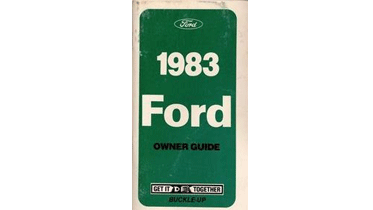 Ford
1983
Ford
OWNER GUIDE
GET IT TOGETHER
BUCKLE-UP